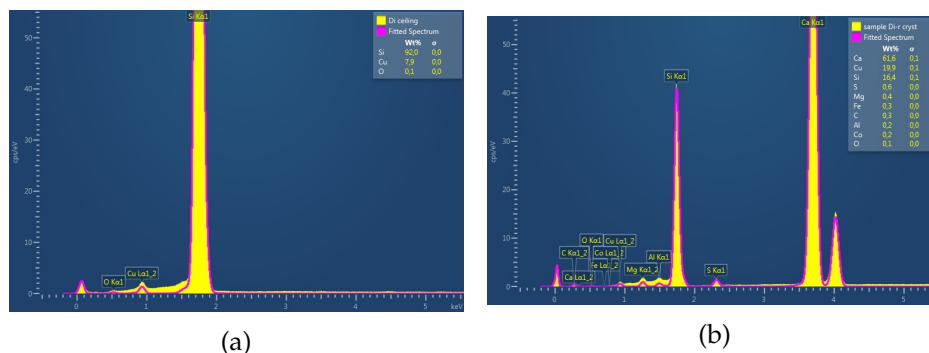 Si Kα1
Di ceiling
Fitted Spectrum
Wt% σ
Si 92,0 0,0
Cu 7,9 0,0
O 0,1 0,0
50
40
30
20
10
0
cps/eV
O Kα1
Cu Lα1_2
0 1 2 3 4 5 keV
(a)
Ca Kα1
sample Di-r cryst
Fitted Spectrum
Wt% σ
Ca 61,6 0,1
Cu 19,9 0,1
Si 16,4 0,1
S 0,6 0,0
Mg 0,4 0,0
Fe 0,3 0,0
C 0,3 0,0
Al 0,2 0,0
Co 0,2 0,0
O 0,1 0,0
Si Kα1
50
40
30
20
10
0
cps/eV
O Kα1
Cu Lα1_2
C Kα1_2
Co Lα1_2
Al Kα1
Fe Lα1_2
Mg Kα1_2
S Kα1
Ca Lα1_2
0 1 2 3 4 5
(b)